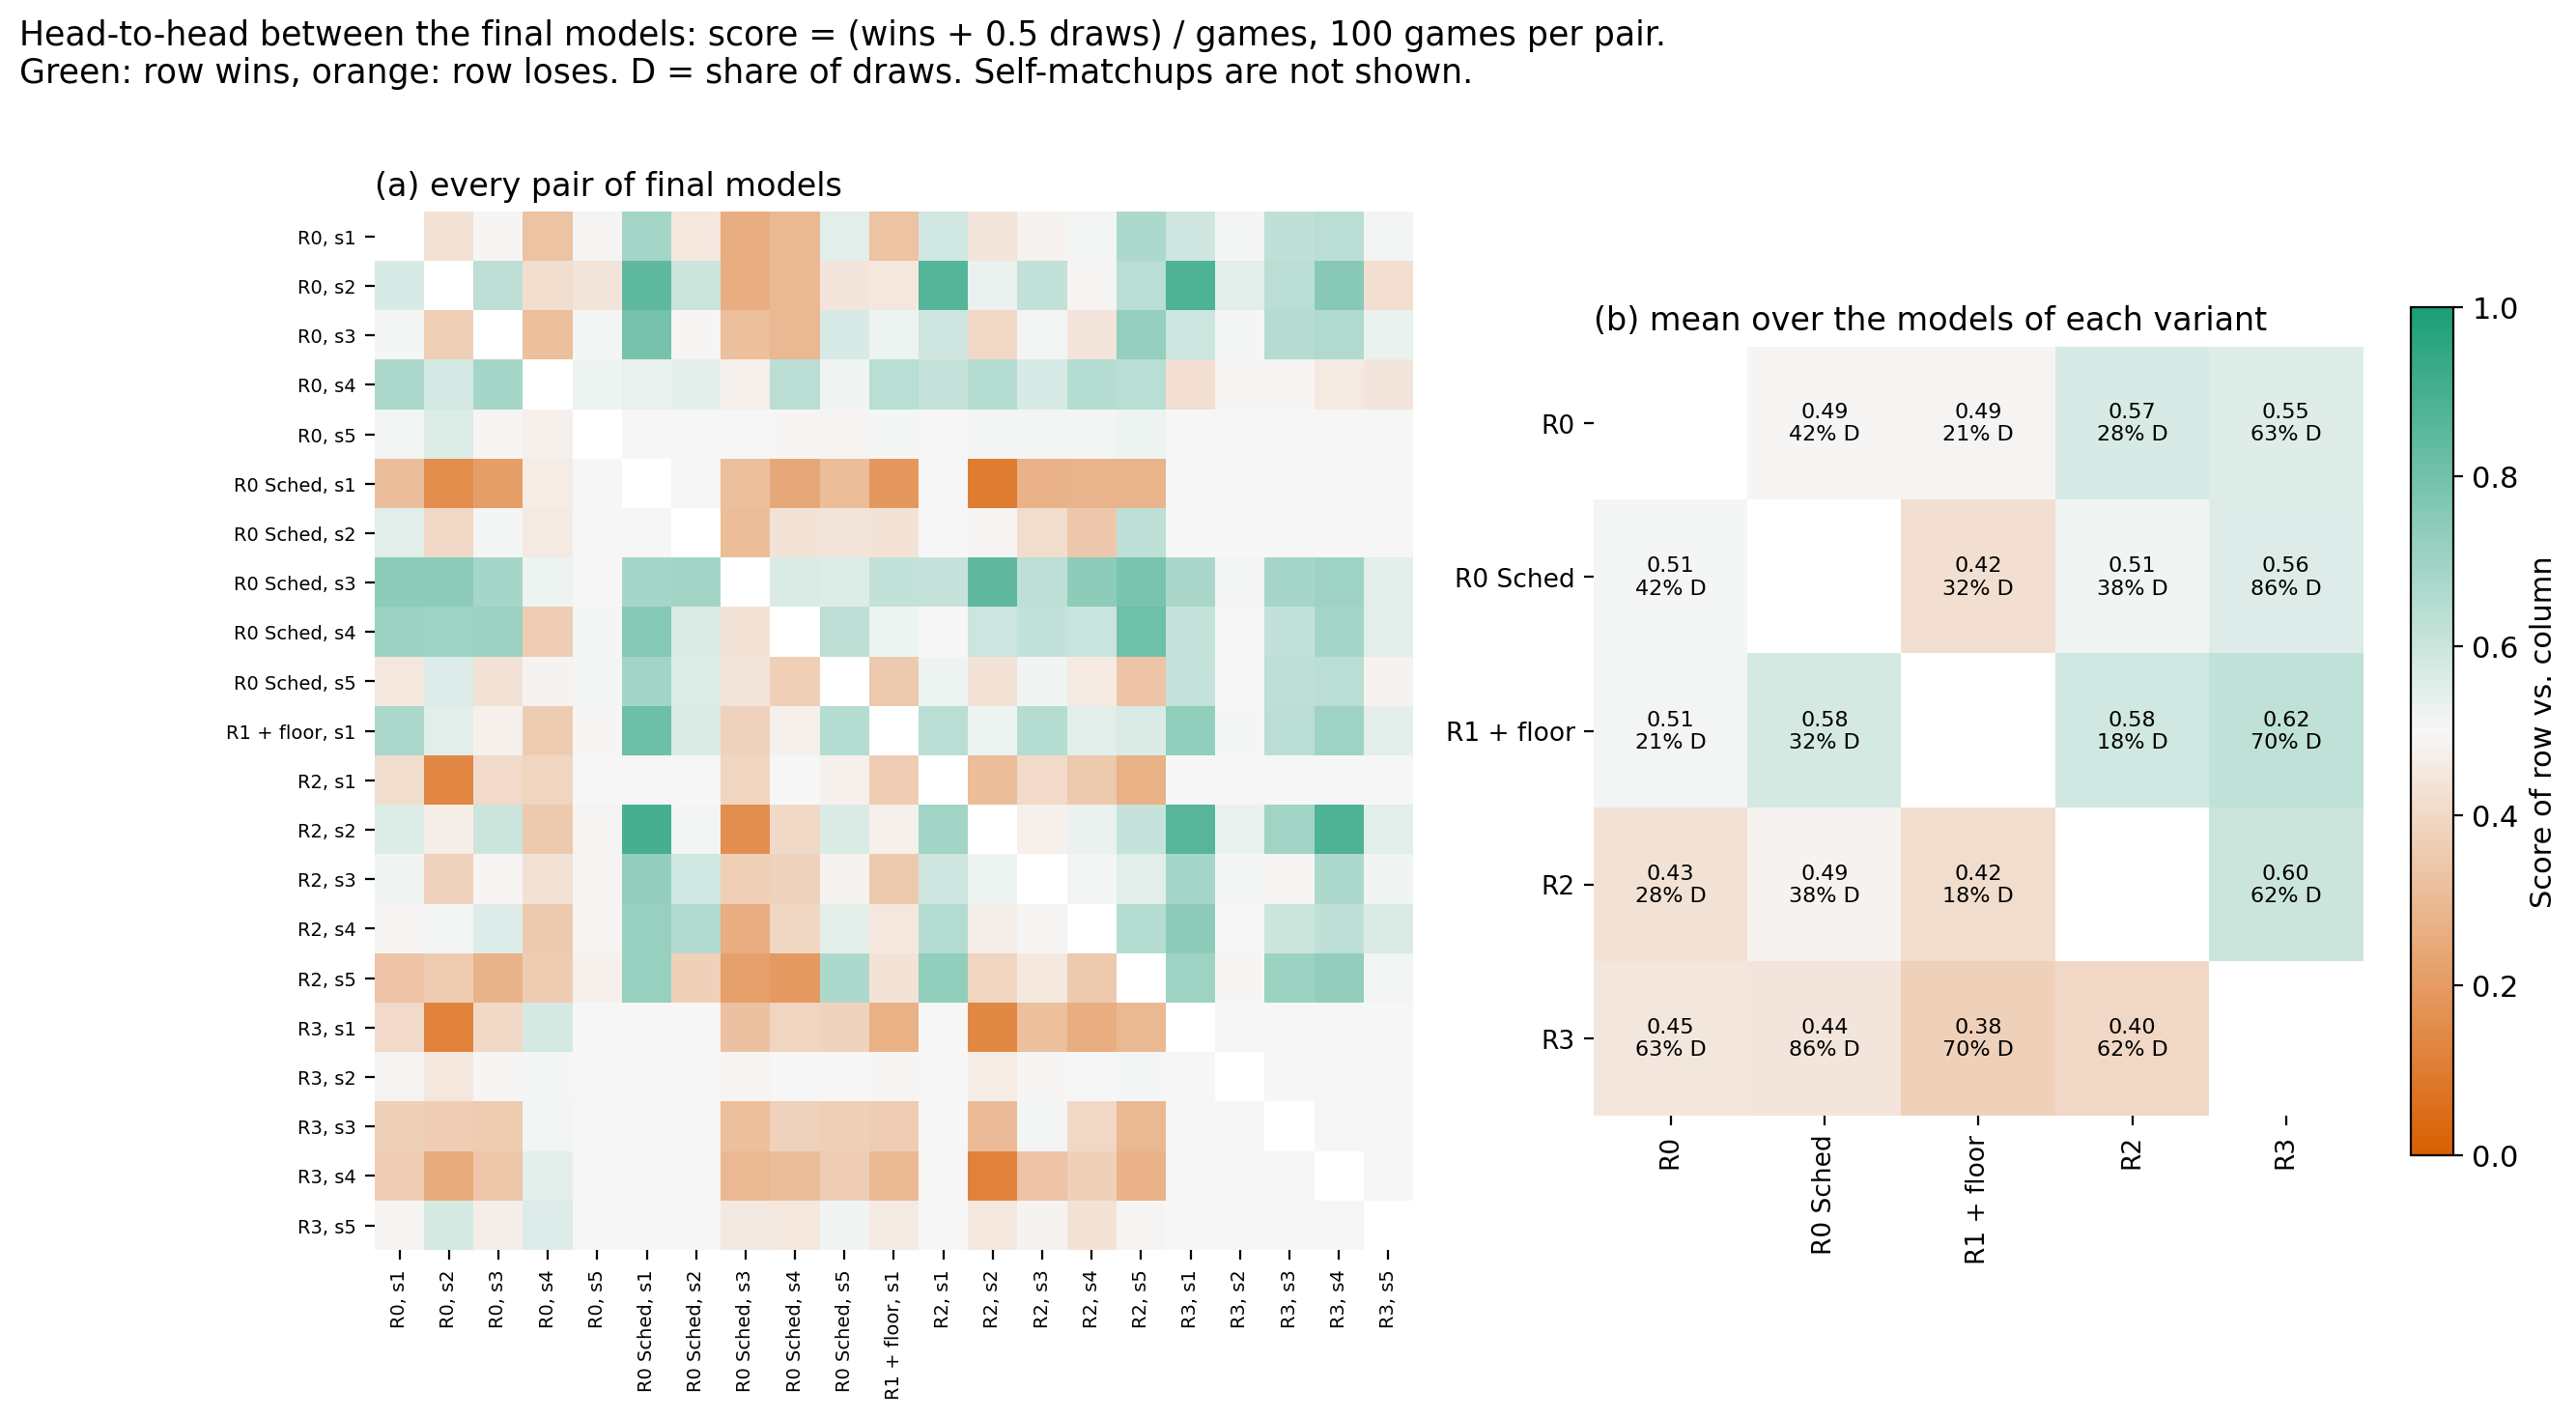 Head-to-head between the final models: score = (wins + 0.5 draws) / games, 100 games per pair.
Green: row wins, orange: row loses. D = share of draws. Self-matchups are not shown.
(a) every pair of final models
R0, s1
R0, s2
R0, s3
R0, s4
R0, s5
R0 Sched, s1
R0 Sched, s2
R0 Sched, s3
R0 Sched, s4
R0 Sched, s5
R1 + floor, s1
R2, s1
R2, s2
R2, s3
R2, s4
R2, s5
R3, s1
R3, s2
R3, s3
R3, s4
R3, s5
R0, s1
R0, s2
R0, s3
R0, s4
R0, s5
R0 Sched, s1
R0 Sched, s2
R0 Sched, s3
R0 Sched, s4
R0 Sched, s5
R1 + floor, s1
R2, s1
R2, s2
R2, s3
R2, s4
R2, s5
R3, s1
R3, s2
R3, s3
R3, s4
R3, s5
(b) mean over the models of each variant
R0
0.49
42% D
0.49
21% D
0.57
28% D
0.55
63% D
R0 Sched
0.51
42% D
0.42
32% D
0.51
38% D
0.56
86% D
R1 + floor
0.51
21% D
0.58
32% D
0.58
18% D
0.62
70% D
R2
0.43
28% D
0.49
38% D
0.42
18% D
0.60
62% D
R3
0.45
63% D
0.44
86% D
0.38
70% D
0.40
62% D
R0
R0 Sched
R1 + floor
R2
R3
1.0
0.8
0.6
0.4
0.2
0.0
Score of row vs. column